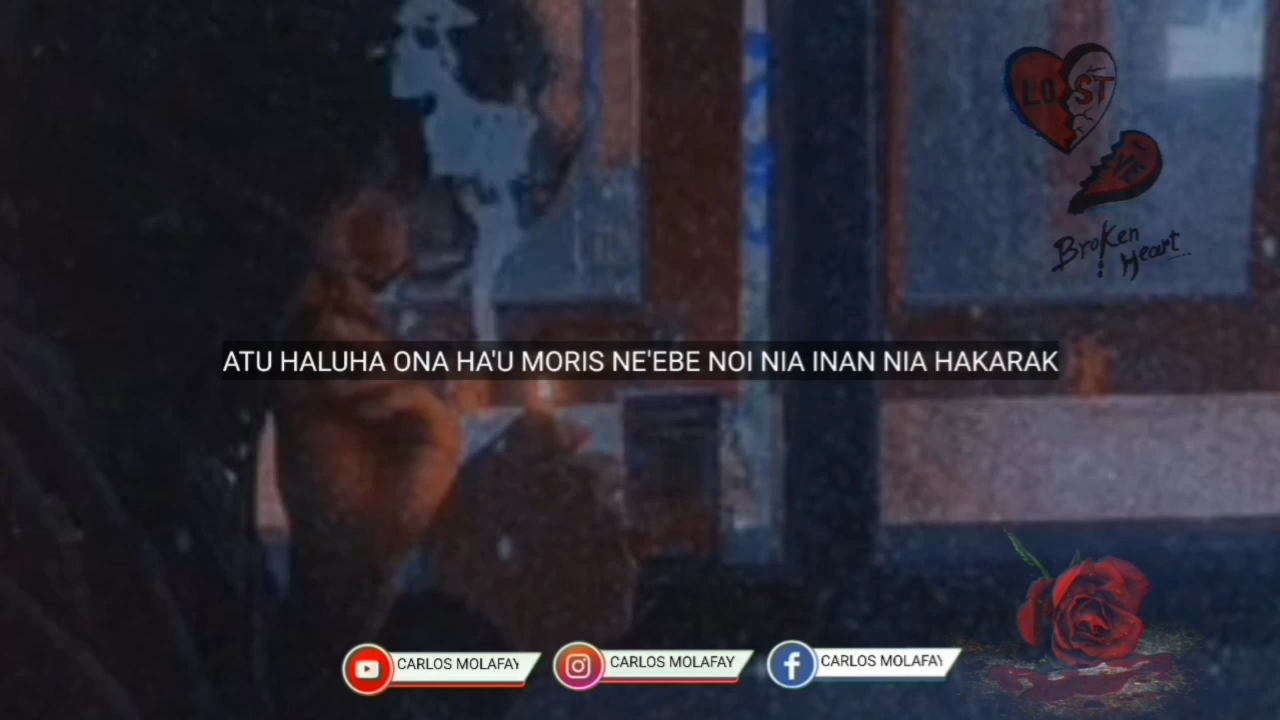 LOST
YE
Broken
Heart
ATU HALUHA ONA HA'U MORIS NE'EBE NOI NIA INAN NIA HAKARAK
CARLOS MOLAFAY
CARLOS MOLAFAY
CARLOS MOLAFAY